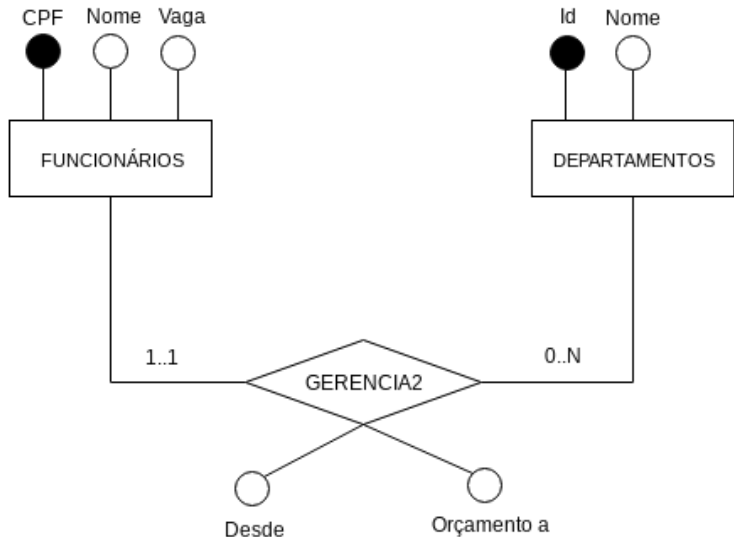 CPF Nome Vaga
Id Nome
FUNCIONÁRIOS
DEPARTAMENTOS
1..1
0..N
GERENCIA2
Desde
Orçamento a